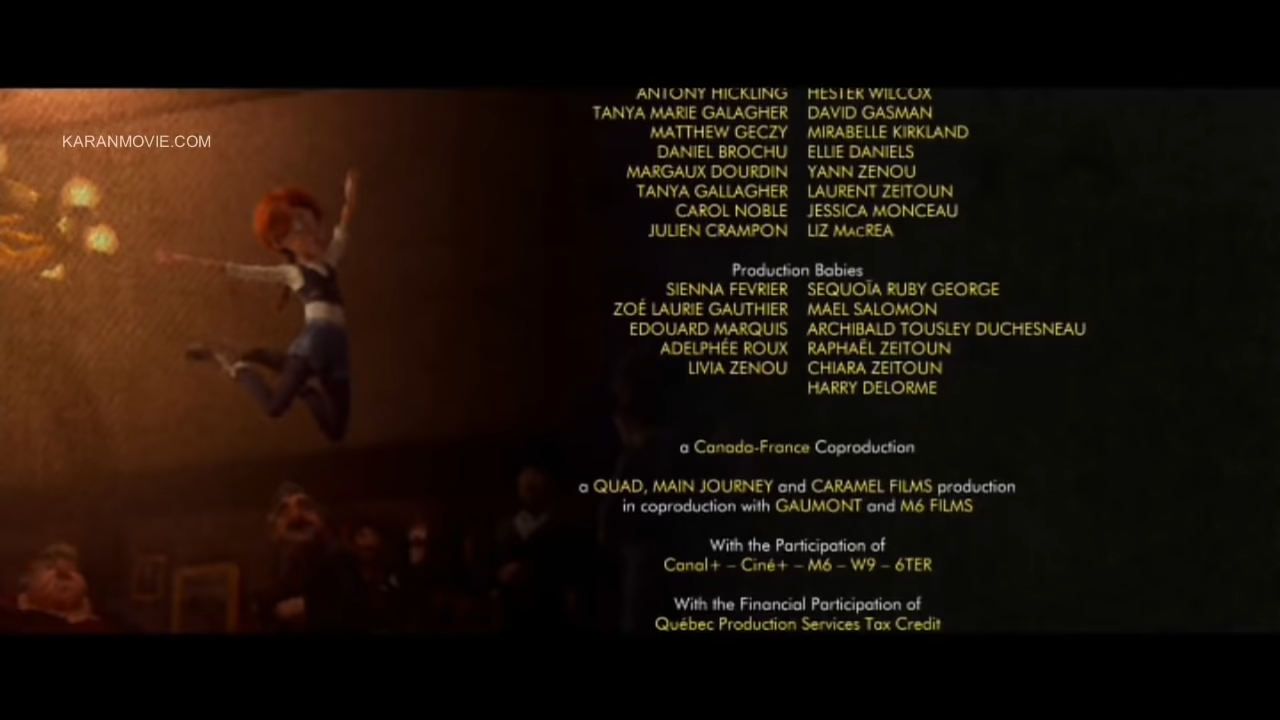 KARANMOVIE.COM
ANTONY HICKLING HESTER WILCOX
TANYA MARIE GALAGHER DAVID GASMAN
MATTHEW GECZY MIRABELLE KIRKLAND
DANIEL BROCHU ELLIE DANIELS
MARGAUX DOURDIN YANN ZENOU
TANYA GALLAGHER LAURENT ZEITOUN
CAROL NOBLE JESSICA MONCEAU
JULIEN CRAMPON LIZ MACREA
Production Babies
SIENNA FEVRIER SEQUOÏA RUBY GEORGE
ZOÉ LAURIE GAUTHIER MAEL SALOMON
EDOUARD MARQUIS ARCHIBALD TOUSLEY DUCHESNEAU
ADELPHÉE ROUX RAPHAËL ZEITOUN
LIVIA ZENOU CHIARA ZEITOUN
HARRY DELORME
a Canada-France Coproduction
a QUAD, MAIN JOURNEY and CARAMEL FILMS production
in coproduction with GAUMONT and M6 FILMS
With the Participation of
Canal+ – Ciné+ – M6 – W9 – 6TER
With the Financial Participation of
Québec Production Services Tax Credit